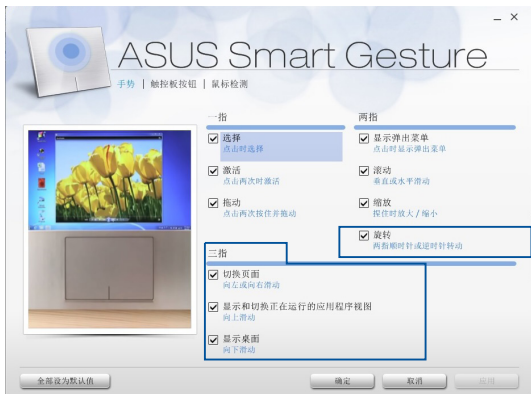 ASUS Smart Gesture
手势 | 触控板按钮 | 鼠标检测
一指
选择
点击时选择
激活
点击两次时激活
拖动
点击两次按住并拖动
两指
显示弹出菜单
点击时显示弹出菜单
滚动
垂直或水平滑动
缩放
捏住时放大 / 缩小
旋转
两指顺时针或逆时针转动
三指
切换页面
向左或向右滑动
显示和切换正在运行的应用程序视图
向上滑动
显示桌面
向下滑动
全部设为默认值
确定
取消
应用